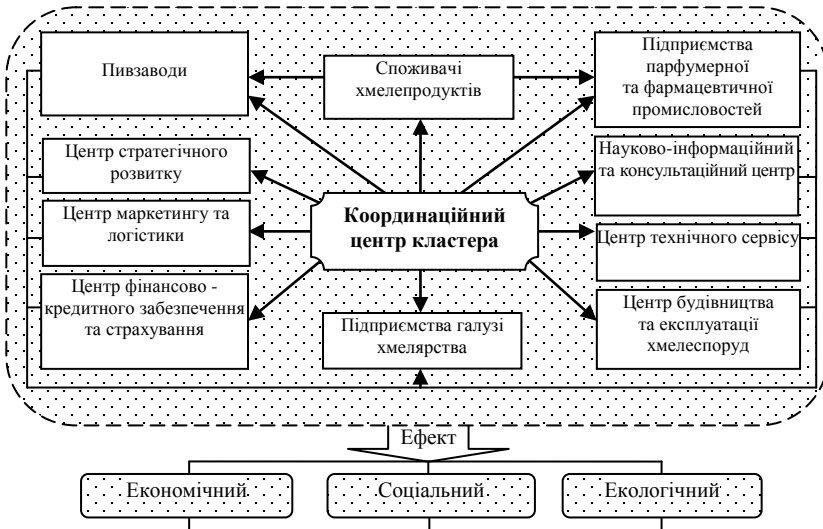 Пивзаводи
Споживачі
хмелепродуктів
Підприємства
парфумерної
та фармацевтичної
промисловостей
Центр стратегічного
розвитку
Науково-інформаційний
та консультаційний центр
Центр маркетингу та
логістики
Координаційний
центр кластера
Центр технічного сервісу
Центр фінансово -
кредитного забезпечення
та страхування
Підприємства галузі
хмелярства
Центр будівництва
та експлуатації
хмелеспоруд
Ефект
Економічний
Соціальний
Екологічний